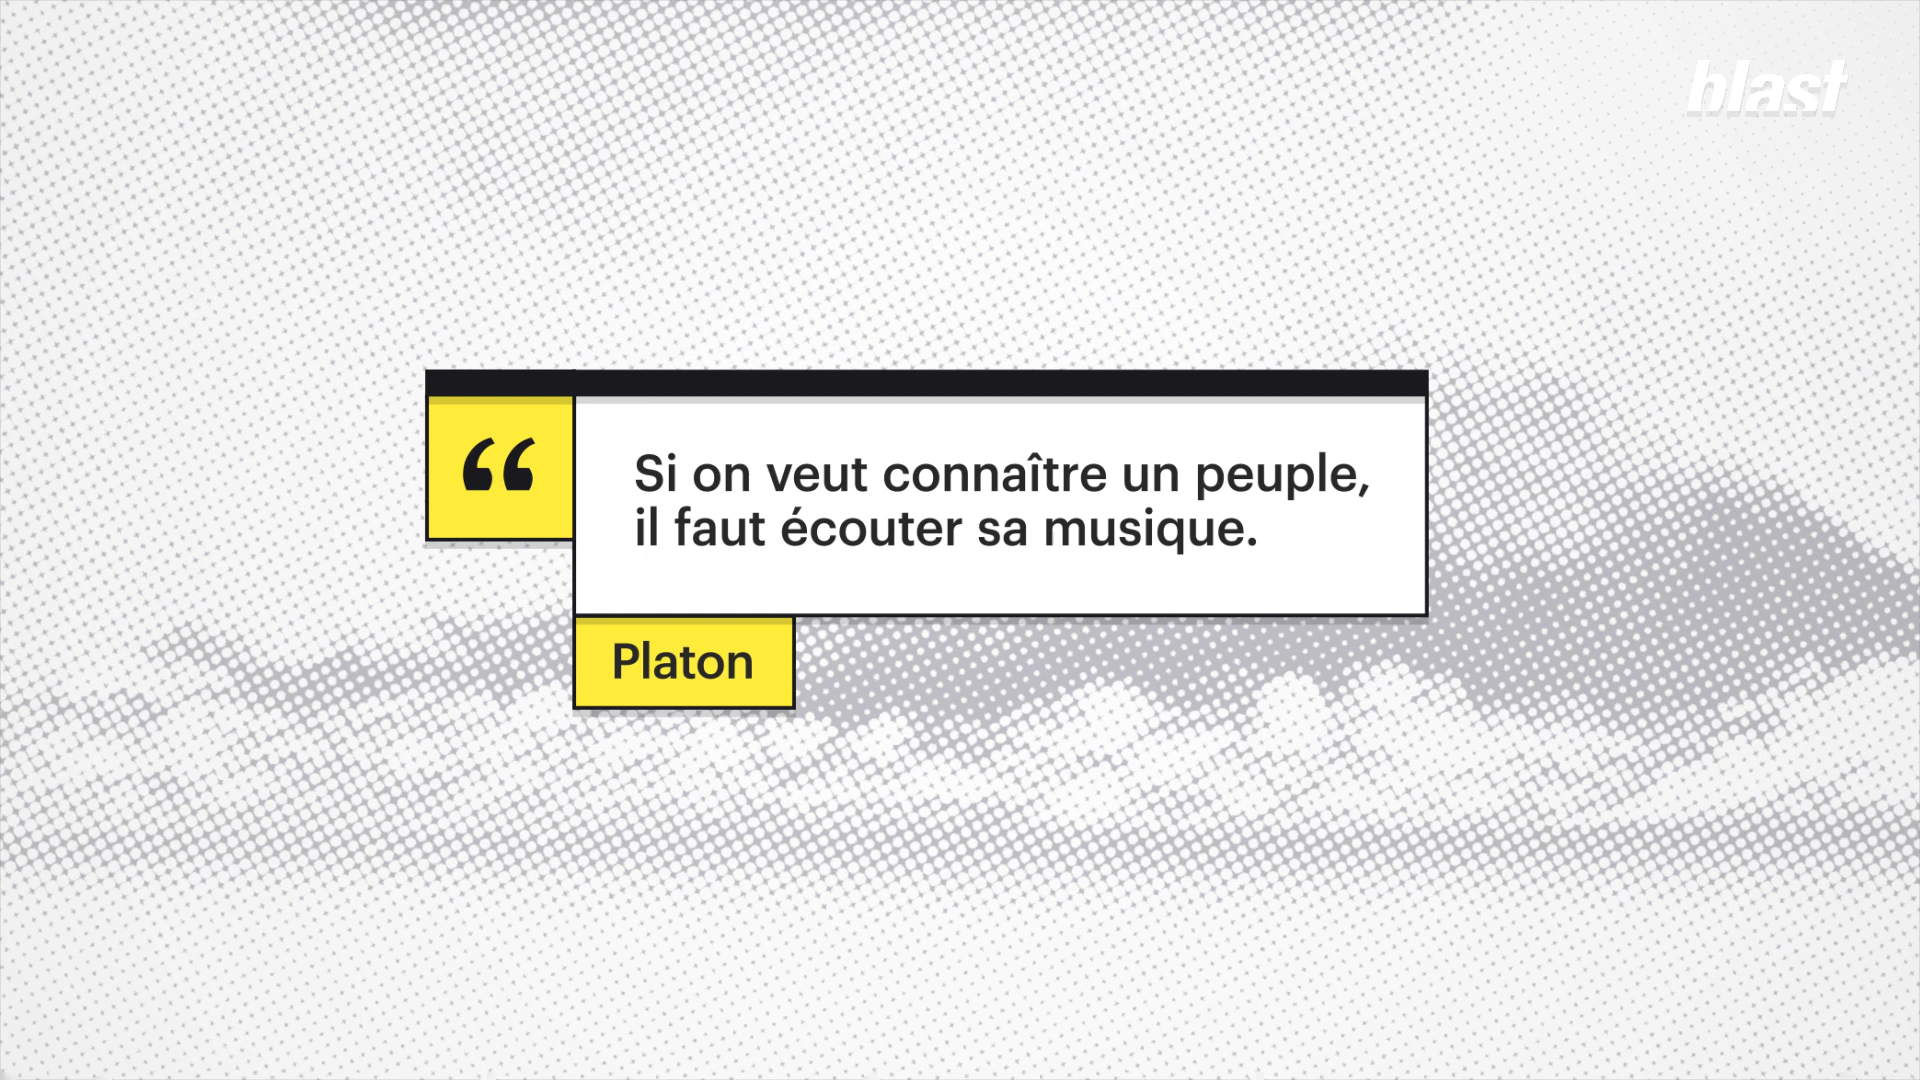 blast
“
Si on veut connaître un peuple,
il faut écouter sa musique.
Platon